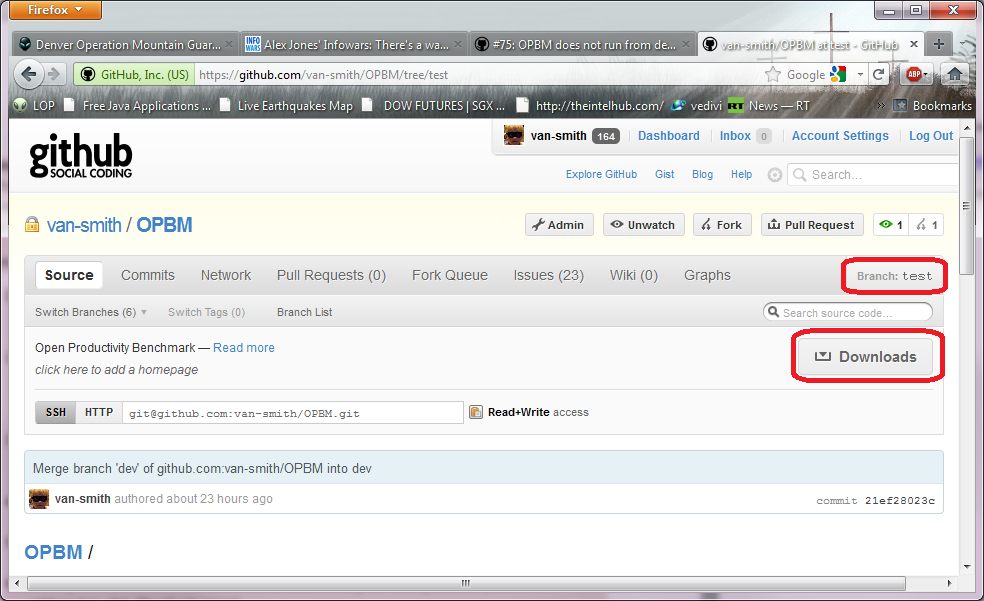 Firefox
Denver Operation Mountain Guar...
INFO WARS Alex Jones' Infowars: There's a wa...
#75: OPBM does not run from de...
van-smith/OPBM at test - GitHub
GitHub, Inc. (US) https://github.com/van-smith/OPBM/tree/test Google ABP
LOP Free Java Applications ... Live Earthquakes Map DOW FUTURES | SGX ... http://theintelhub.com/ vedivi RT News — RT » Bookmarks
github
SOCIAL CODING
van-smith 164 Dashboard Inbox 0 Account Settings Log Out
Explore GitHub Gist Blog Help Search...
van-smith / OPBM Admin Unwatch Fork Pull Request 1 1
Source Commits Network Pull Requests (0) Fork Queue Issues (23) Wiki (0) Graphs Branch: test
Switch Branches (6) Switch Tags (0) Branch List Search source code...
Open Productivity Benchmark — Read more
Downloads
click here to add a homepage
SSH HTTP git@github.com:van-smith/OPBM.git Read+Write access
Merge branch 'dev' of github.com:van-smith/OPBM into dev
van-smith authored about 23 hours ago commit 21ef28023c
OPBM /